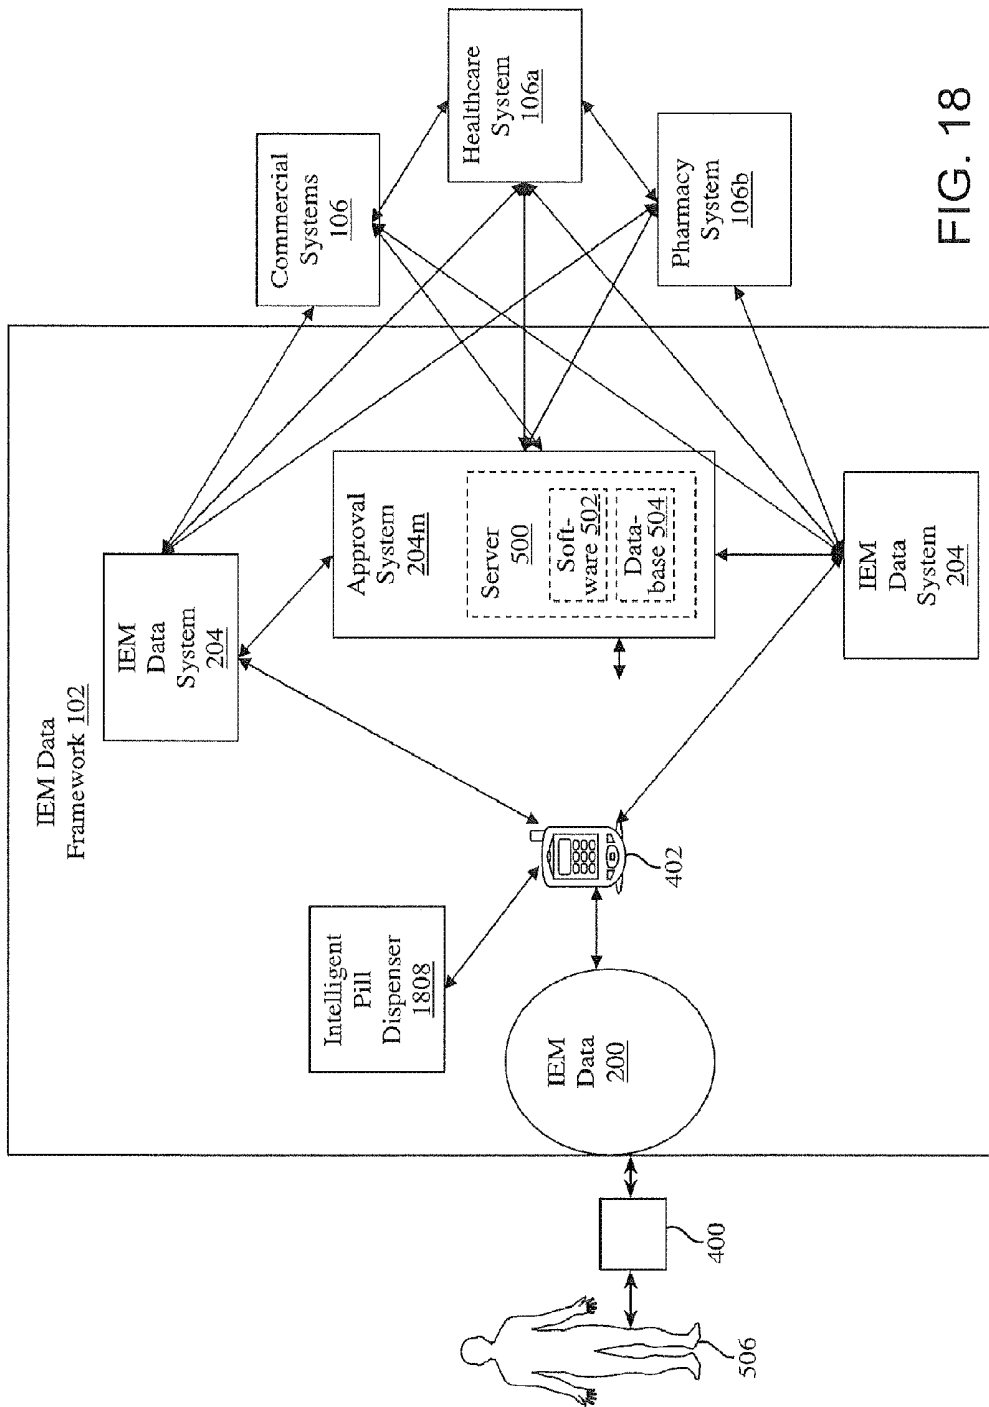 IEM Data
Framework 102
Intelligent
Pill
Dispenser
1808
IEM
Data
System
204
Commercial
Systems
106
Healthcare
System
106a
Pharmacy
System
106b
Approval
System
204m
Server
500
Soft-
ware 502
Data-
base 504
IEM
Data
200
402
IEM
Data
System
204
400
506
FIG. 18